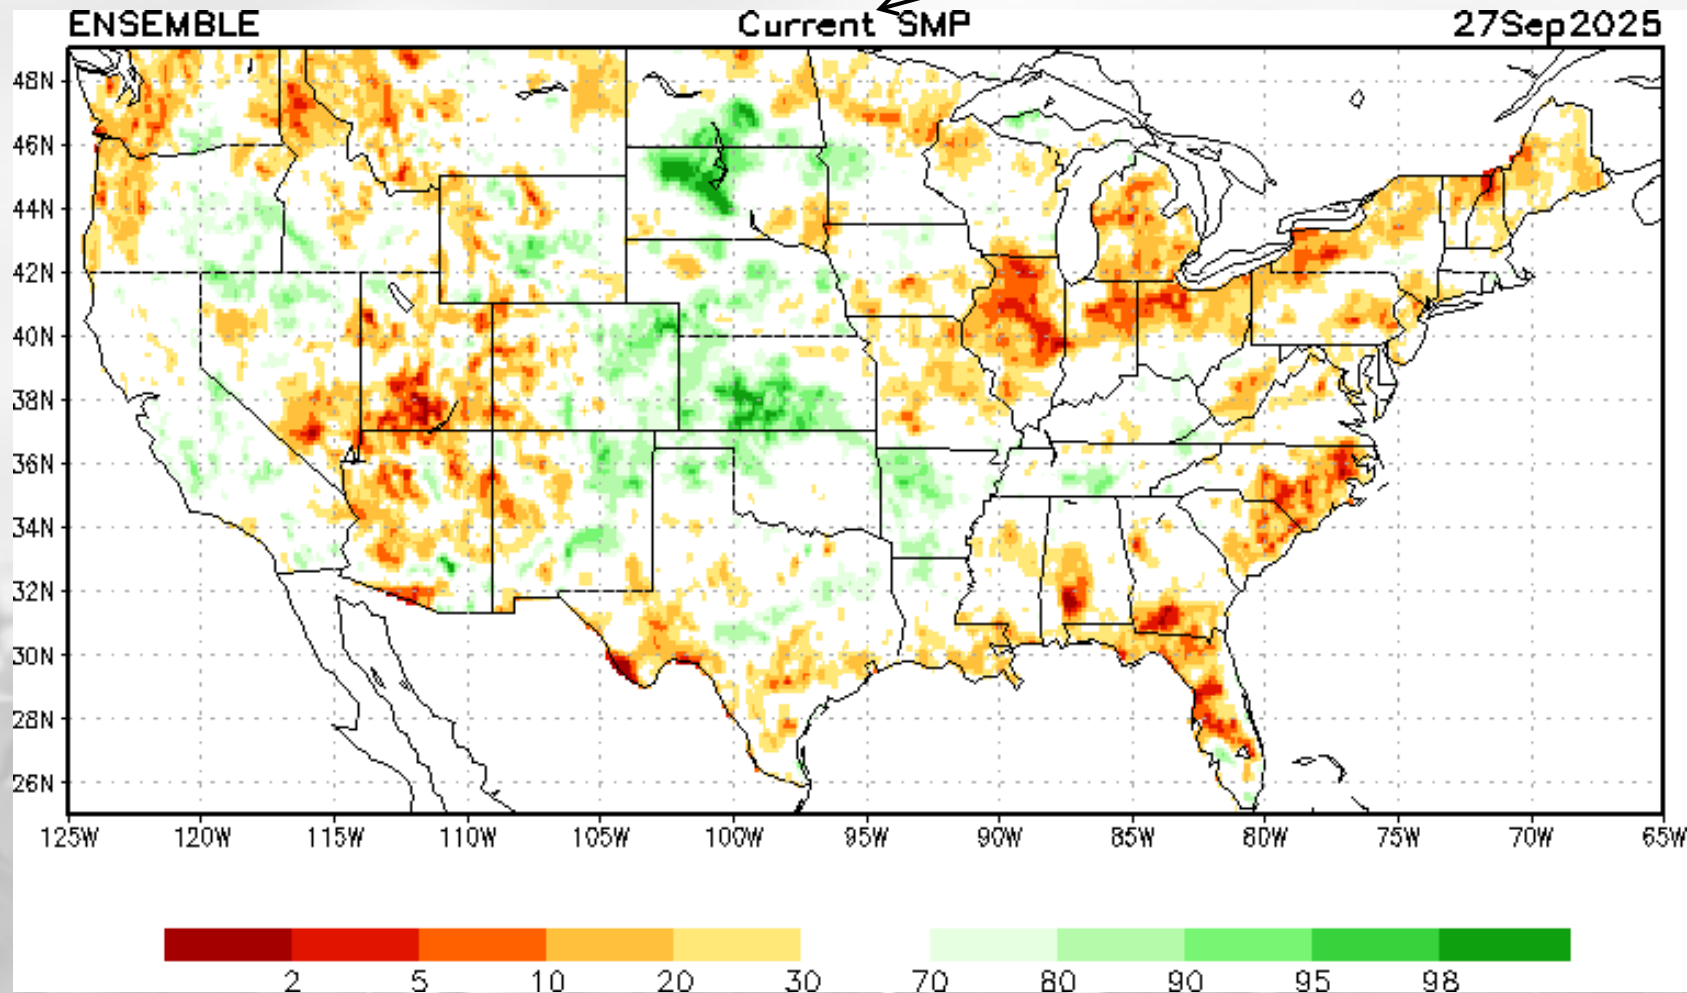 ENSEMBLE Current SMP 27Sep2025
48N
46N
44N
42N
40N
38N
36N
34N
32N
30N
28N
26N
125W 120W 115W 110W 105W 100W 95W 90W 85W 80W 75W 70W 65W
2 5 10 20 30 70 80 90 95 98